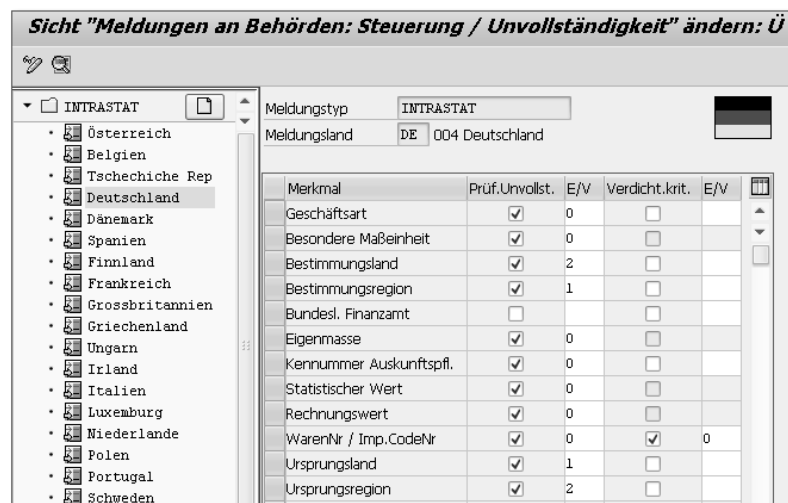 Sicht "Meldungen an Behörden: Steuerung / Unvollständigkeit" ändern: Ü
INTRASTAT
Österreich
Belgien
Tschechiche Rep
Deutschland
Dänemark
Spanien
Finnland
Frankreich
Grossbritannien
Griechenland
Ungarn
Irland
Italien
Luxemburg
Niederlande
Polen
Portugal
Schweden
Meldungstyp INTRASTAT
Meldungsland DE 004 Deutschland
Merkmal Prüf.Unvollst. E/V Verdicht.krit. E/V
Geschäftsart 0
Besondere Maßeinheit 0
Bestimmungsland 2
Bestimmungsregion 1
Bundesl. Finanzamt
Eigenmasse 0
Kennummer Auskunftspfl. 0
Statistischer Wert 0
Rechnungswert 0
WarenNr / Imp.CodeNr 0 0
Ursprungsland 1
Ursprungsregion 2